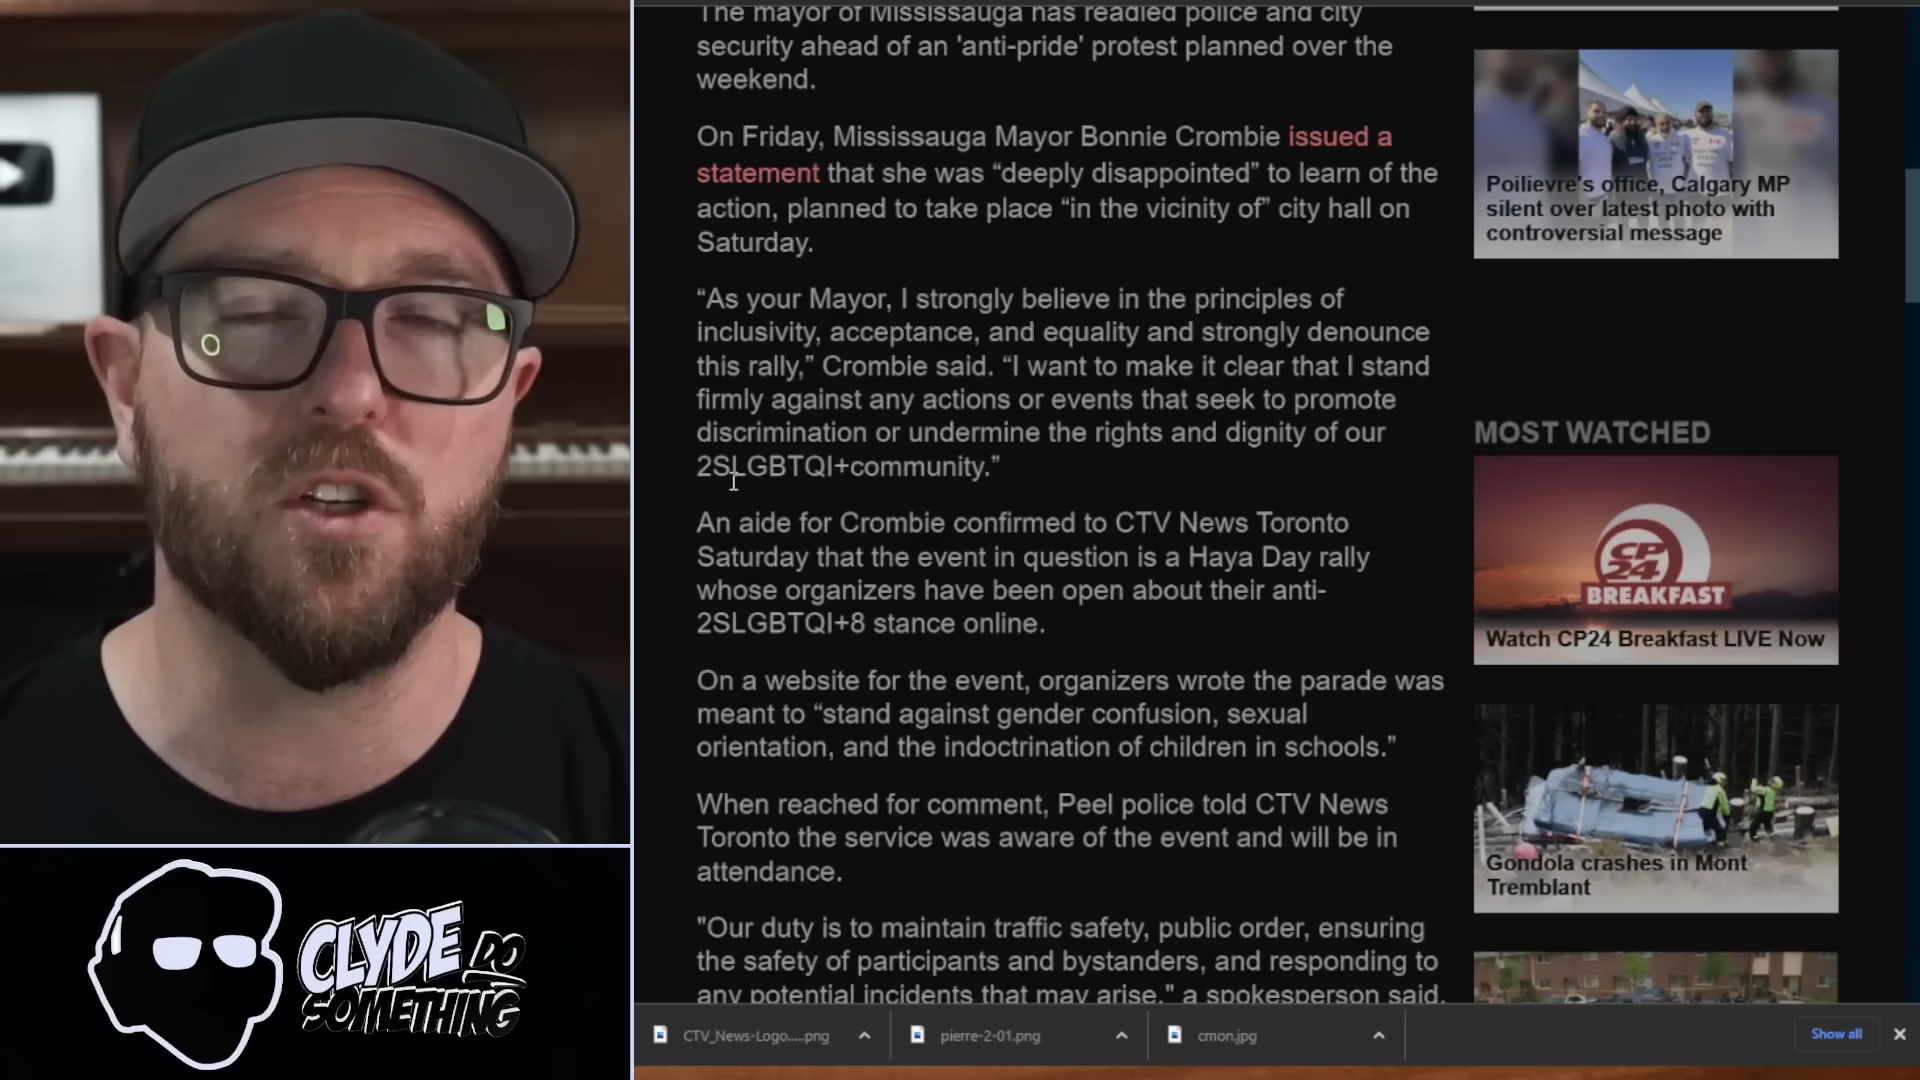 The mayor of Mississauga has readied police and city
security ahead of an 'anti-pride' protest planned over the
weekend.
On Friday, Mississauga Mayor Bonnie Crombie issued a
statement that she was “deeply disappointed” to learn of the
action, planned to take place “in the vicinity of” city hall on
Saturday.
“As your Mayor, I strongly believe in the principles of
inclusivity, acceptance, and equality and strongly denounce
this rally,” Crombie said. “I want to make it clear that I stand
firmly against any actions or events that seek to promote
discrimination or undermine the rights and dignity of our
2SLGBTQI+community.”
An aide for Crombie confirmed to CTV News Toronto
Saturday that the event in question is a Haya Day rally
whose organizers have been open about their anti-
2SLGBTQI+8 stance online.
On a website for the event, organizers wrote the parade was
meant to “stand against gender confusion, sexual
orientation, and the indoctrination of children in schools.”
When reached for comment, Peel police told CTV News
Toronto the service was aware of the event and will be in
attendance.
"Our duty is to maintain traffic safety, public order, ensuring
the safety of participants and bystanders, and responding to
any potential incidents that may arise," a spokesperson said.
Poilievre's office, Calgary MP
silent over latest photo with
controversial message
MOST WATCHED
CP
24
BREAKFAST
Watch CP24 Breakfast LIVE Now
Gondola crashes in Mont
Tremblant
CLYDE DO
SOMETHING
CTV_News-Logo.....png
pierre-2-01.png
cmon.jpg
Show all